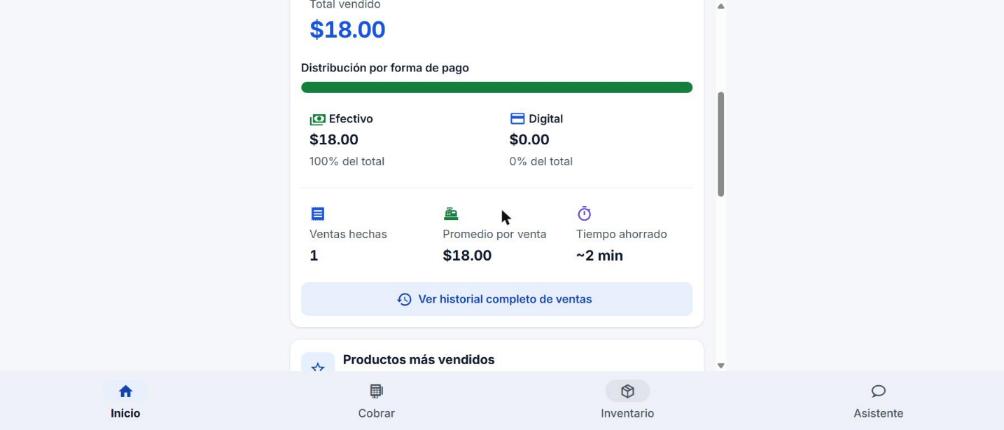 Total vendido
$18.00
Distribución por forma de pago
Efectivo
$18.00
100% del total
Digital
$0.00
0% del total
Ventas hechas
1
Promedio por venta
$18.00
Tiempo ahorrado
~2 min
Ver historial completo de ventas
Productos más vendidos
Inicio
Cobrar
Inventario
Asistente